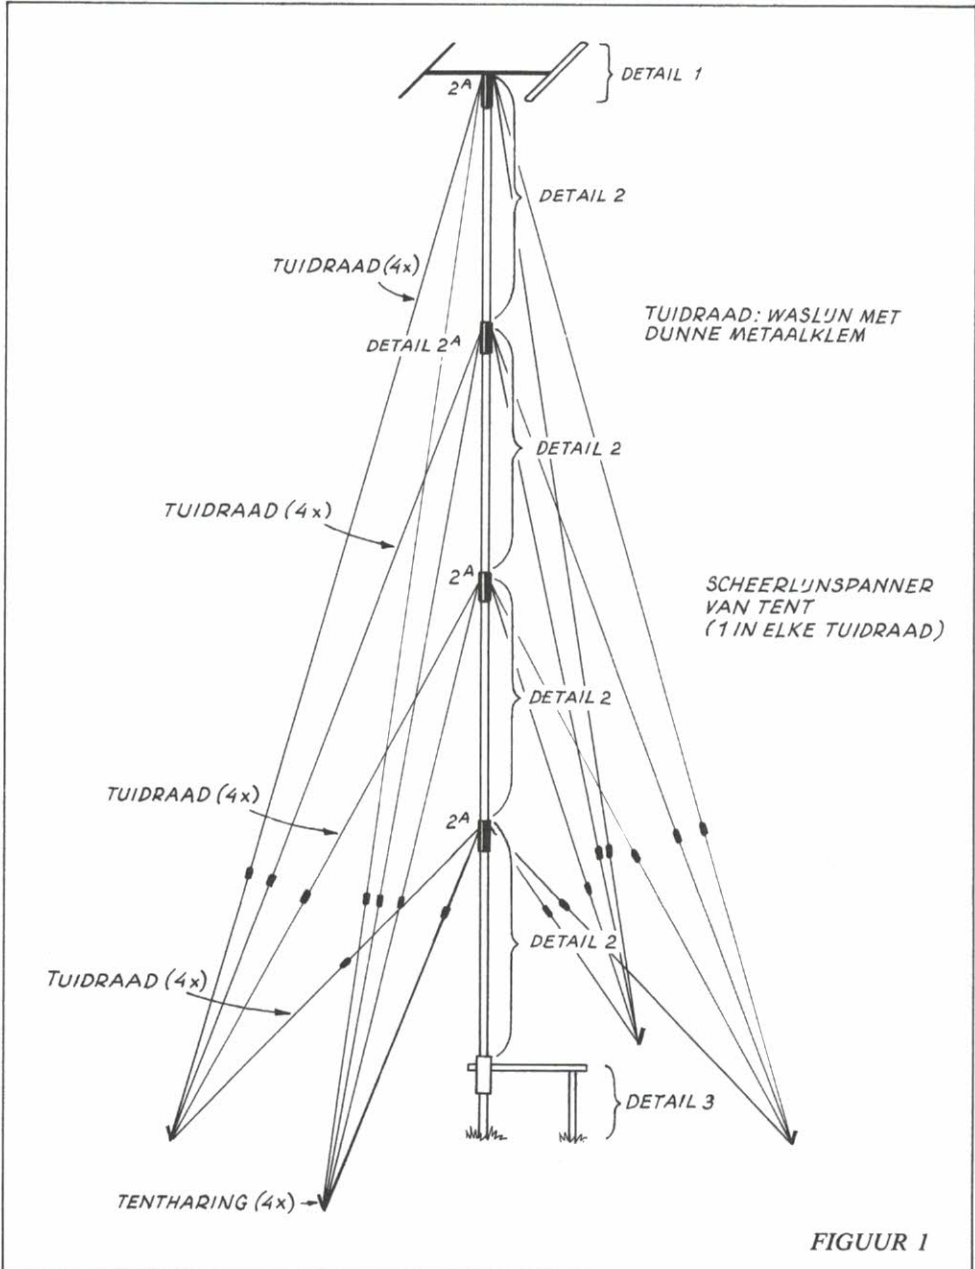 DETAIL 1
2A
DETAIL 2
TUIDRAAD (4x)
TUIDRAAD: WASLIJN MET
DUNNE METAALKLEM
DETAIL 2A
DETAIL 2
TUIDRAAD (4x)
2A
SCHEERLIJNSPANNER
VAN TENT
(1 IN ELKE TUIDRAAD)
DETAIL 2
TUIDRAAD (4x)
2A
DETAIL 2
TUIDRAAD (4x)
DETAIL 3
TENTHARING (4x)
FIGUUR 1